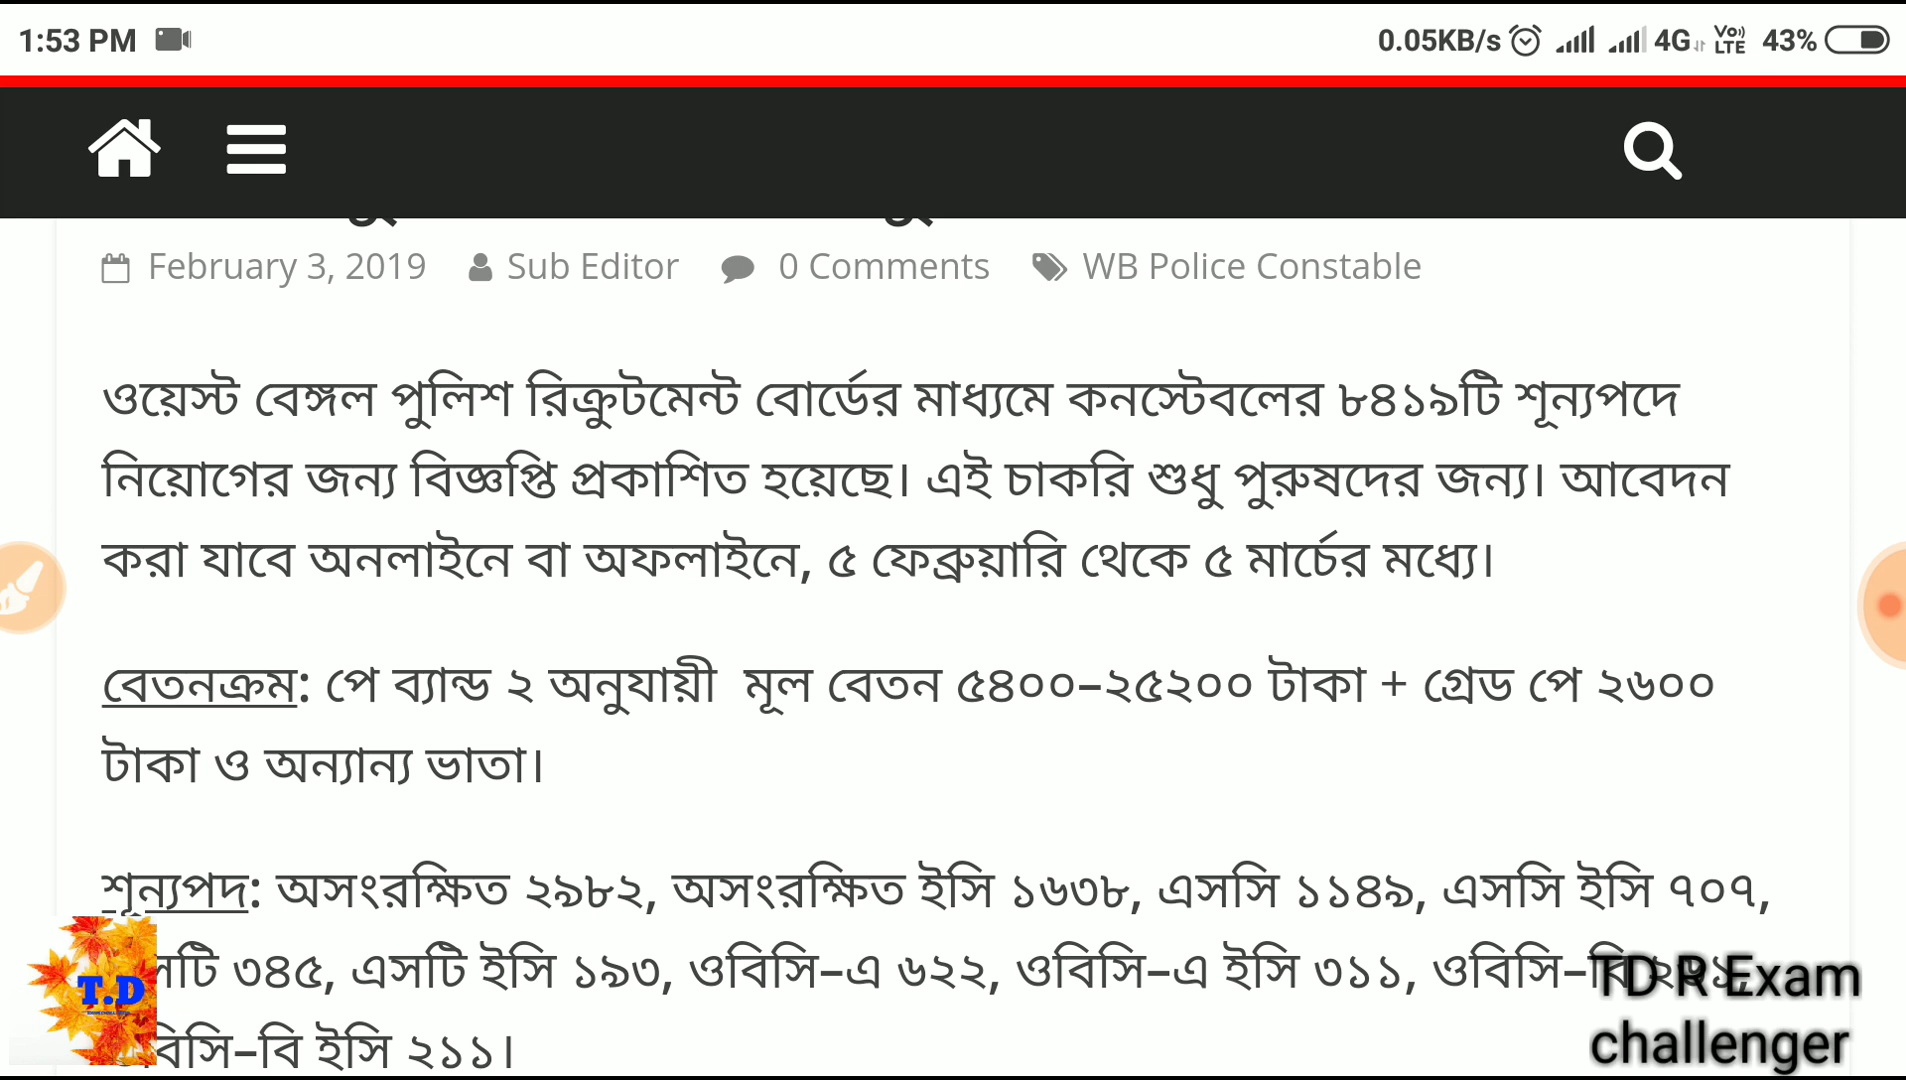 1:53 PM 0.05KB/s 4G Vo) LTE 43%
February 3, 2019 Sub Editor 0 Comments WB Police Constable
ওয়েস্ট বেঙ্গল পুলিশ রিক্রুটমেন্ট বোর্ডের মাধ্যমে কনস্টেবলের ৮৪১৯টি শূন্যপদে
নিয়োগের জন্য বিজ্ঞপ্তি প্রকাশিত হয়েছে। এই চাকরি শুধু পুরুষদের জন্য। আবেদন
করা যাবে অনলাইনে বা অফলাইনে, ৫ ফেব্রুয়ারি থেকে ৫ মার্চের মধ্যে।
বেতনক্রম: পে ব্যান্ড ২ অনুযায়ী মূল বেতন ৫৪০০–২৫২০০ টাকা + গ্রেড পে ২৬০০
টাকা ও অন্যান্য ভাতা।
শূন্যপদ: অসংরক্ষিত ২৯৮২, অসংরক্ষিত ইসি ১৬৩৮, এসসি ১১৪৯, এসসি ইসি ৭০৭,
৩৪৫, এসটি ইসি ১৯৩, ওবিসি–এ ৬২২, ওবিসি–এ ইসি ৩১১,
ইসি ২১১।
T.D
TD R Exam
challenger